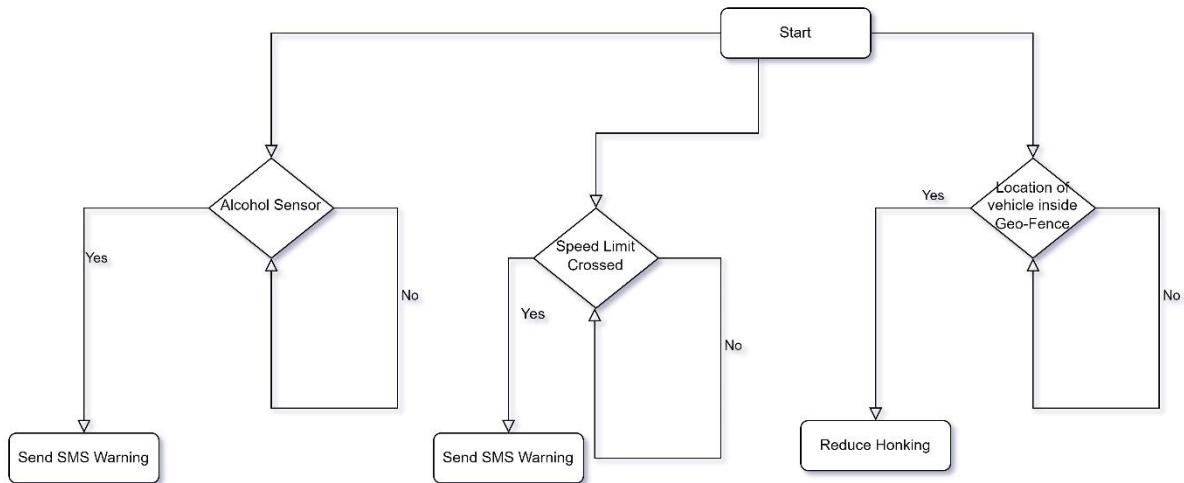 Start
Alcohol Sensor
Yes
No
Send SMS Warning
Speed Limit
Crossed
Yes
No
Send SMS Warning
Location of
vehicle inside
Geo-Fence
Yes
No
Reduce Honking